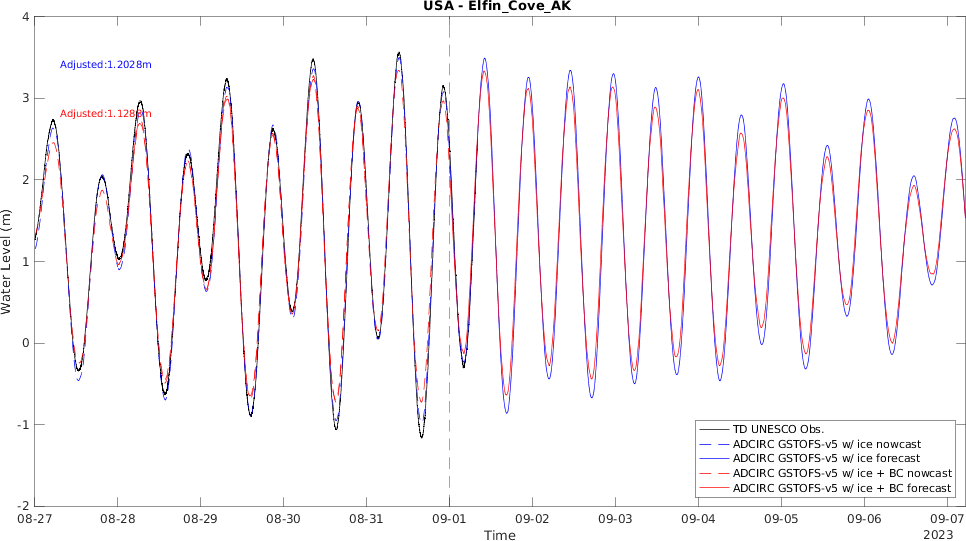 USA - Elfin_Cove_AK
Adjusted:1.2028m
Water Level (m)
4
3
2
1
0
-1
-2
TD UNESCO Obs.
ADCIRC GSTOFS-v5 w/ ice nowcast
ADCIRC GSTOFS-v5 w/ ice forecast
ADCIRC GSTOFS-v5 w/ ice + BC nowcast
ADCIRC GSTOFS-v5 w/ ice + BC forecast
08-27 08-28 08-29 08-30 08-31 09-01 09-02 09-03 09-04 09-05 09-06 09-07
Time
2023